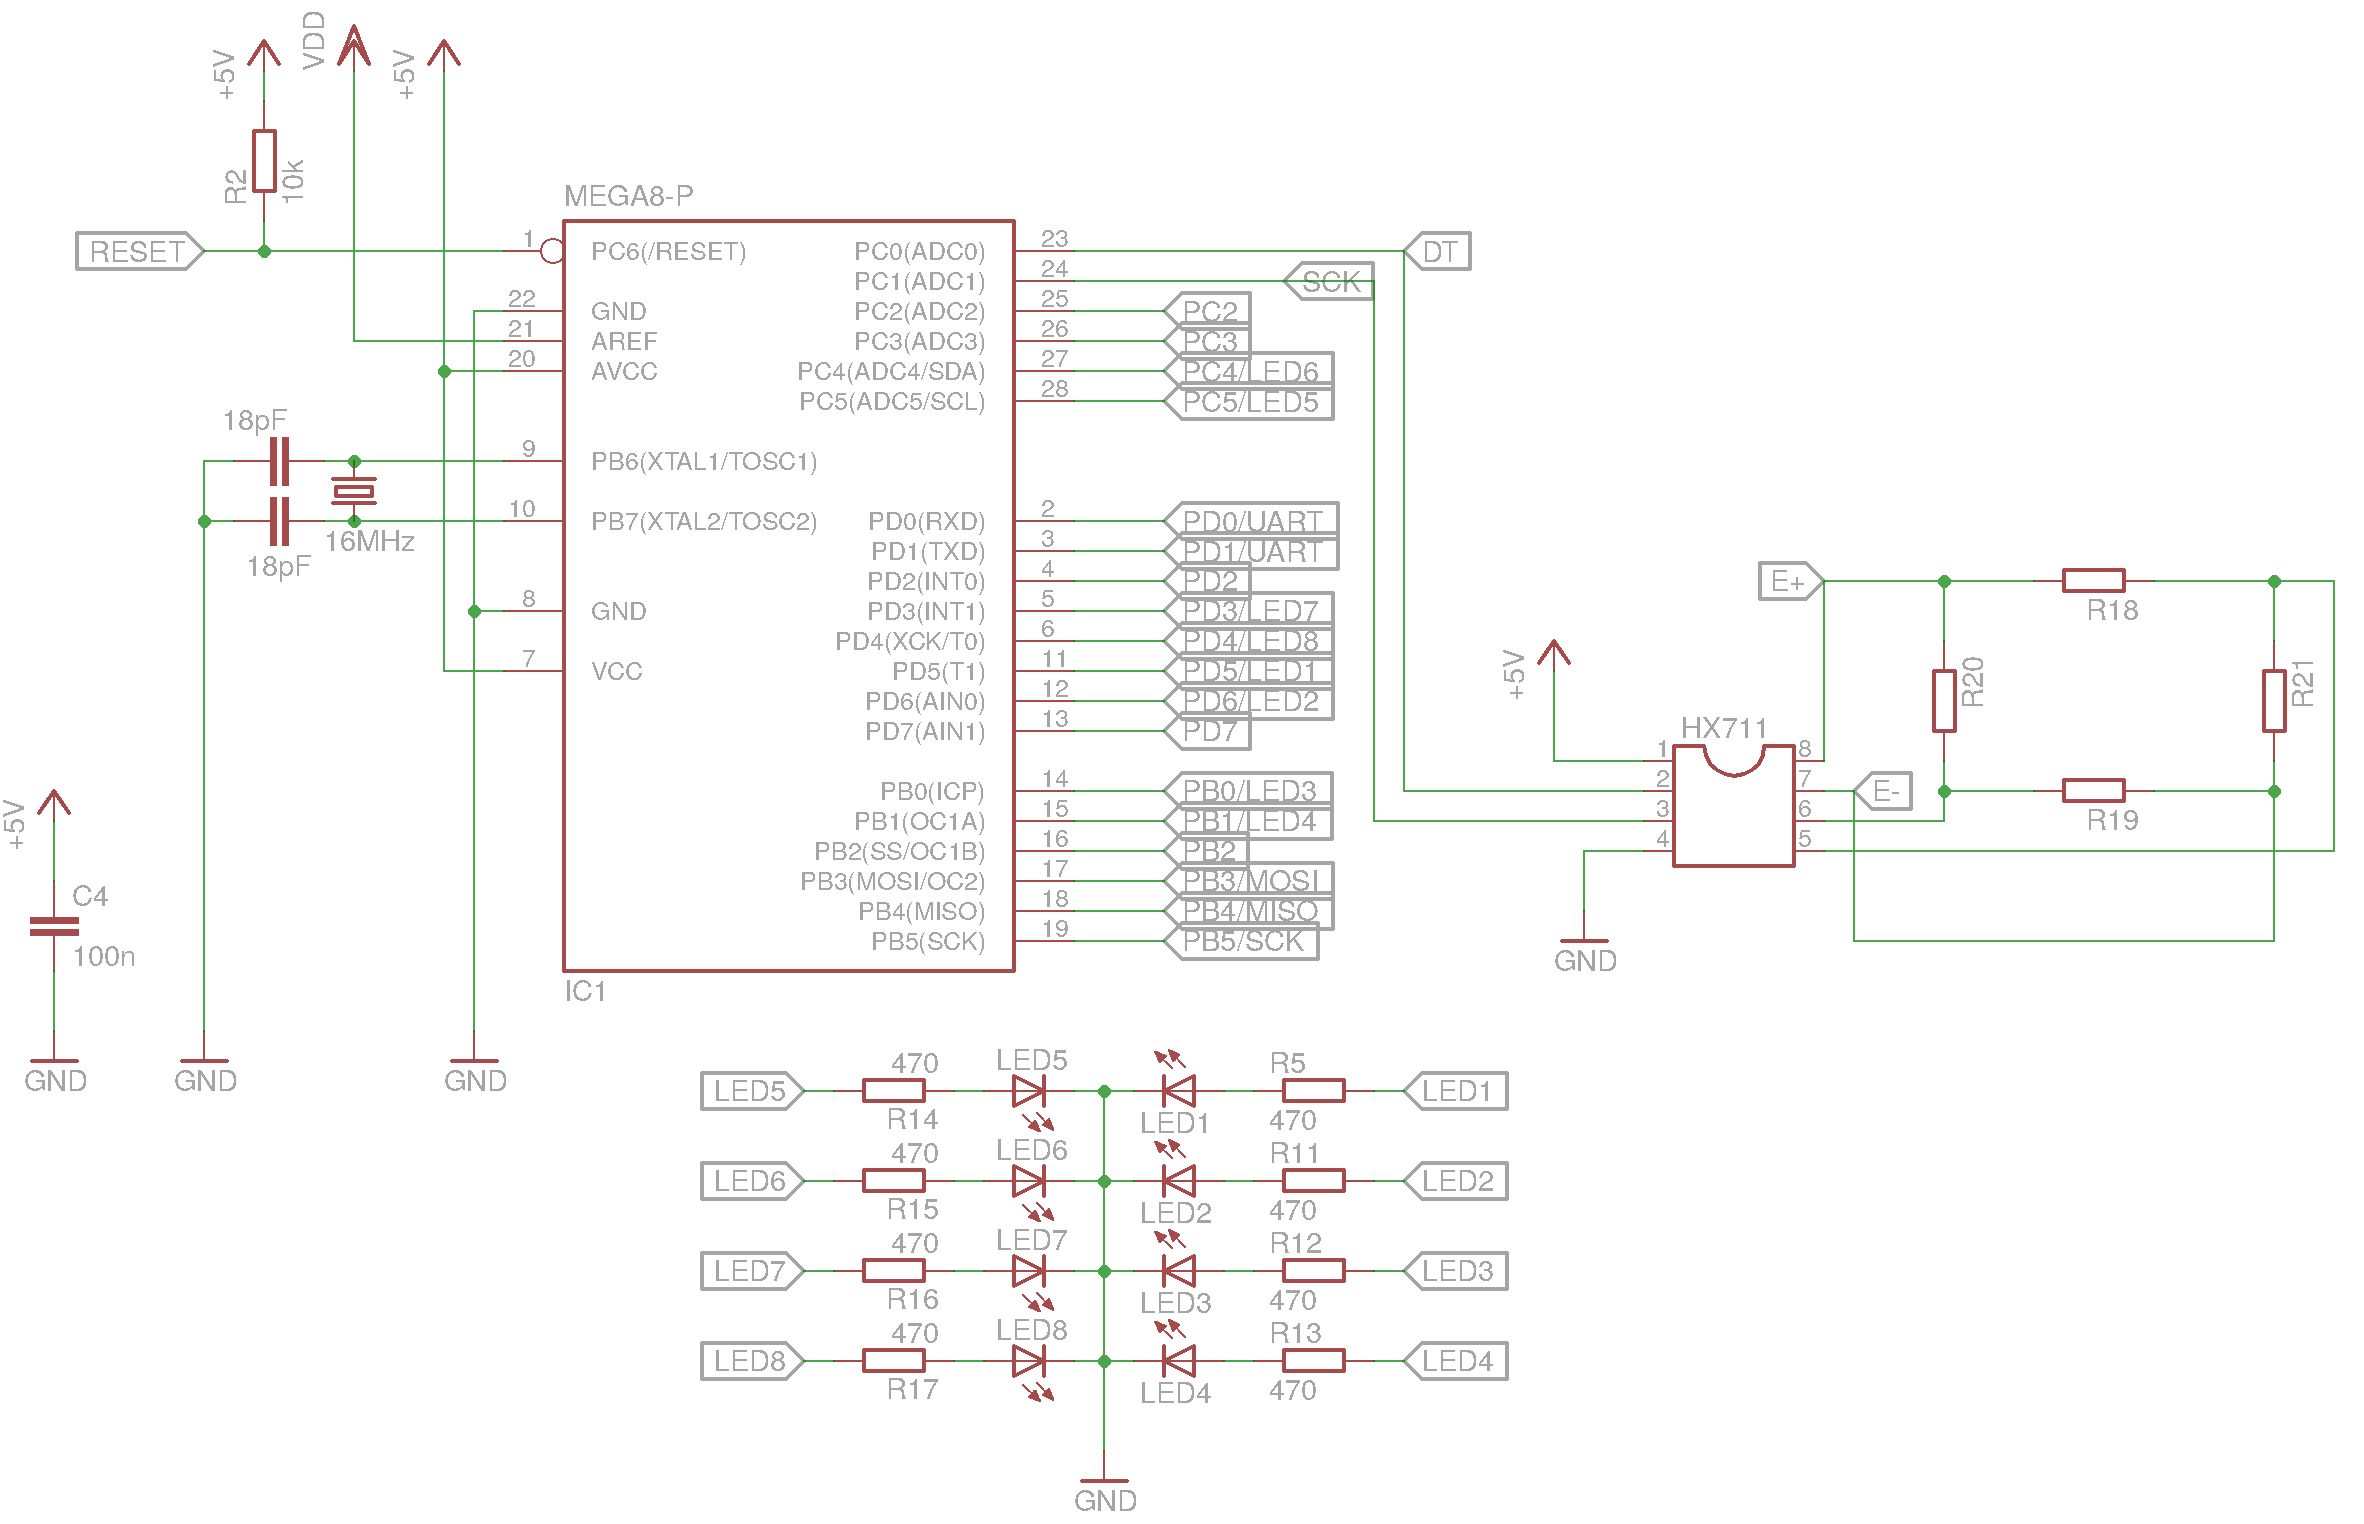 +5V
VDD
+5V
R2
10k
RESET
MEGA8-P
1
PC6(/RESET)
22
GND
21
AREF
20
AVCC
9
PB6(XTAL1/TOSC1)
10
PB7(XTAL2/TOSC2)
8
GND
7
VCC
18pF
18pF
16MHz
PC0(ADC0)
23
DT
PC1(ADC1)
24
SCK
PC2(ADC2)
25
PC2
PC3(ADC3)
26
PC3
PC4(ADC4/SDA)
27
PC4/LED6
PC5(ADC5/SCL)
28
PC5/LED5
PD0(RXD)
2
PD0/UART
PD1(TXD)
3
PD1/UART
PD2(INT0)
4
PD2
PD3(INT1)
5
PD3/LED7
PD4(XCK/T0)
6
PD4/LED8
PD5(T1)
11
PD5/LED1
PD6(AIN0)
12
PD6/LED2
PD7(AIN1)
13
PD7
PB0(ICP)
14
PB0/LED3
PB1(OC1A)
15
PB1/LED4
PB2(SS/OC1B)
16
PB2
PB3(MOSI/OC2)
17
PB3/MOSI
PB4(MISO)
18
PB4/MISO
PB5(SCK)
19
PB5/SCK
IC1
+5V
C4
100n
GND
GND
GND
E+
R18
R20
R21
R19
+5V
HX711
1
2
3
4
8
7
6
5
E-
GND
LED5
470
R14
LED5
LED1
R5
470
LED1
LED6
470
R15
LED6
LED2
R11
470
LED2
LED7
470
R16
LED7
LED3
R12
470
LED3
LED8
470
R17
LED8
LED4
R13
470
LED4
GND